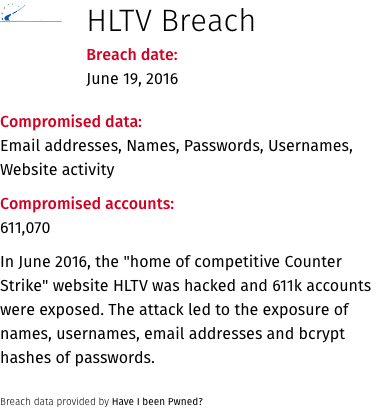 HLTV Breach
Breach date:
June 19, 2016
Compromised data:
Email addresses, Names, Passwords, Usernames,
Website activity
Compromised accounts:
611,070
In June 2016, the "home of competitive Counter
Strike" website HLTV was hacked and 611k accounts
were exposed. The attack led to the exposure of
names, usernames, email addresses and bcrypt
hashes of passwords.
Breach data provided by Have I been Pwned?